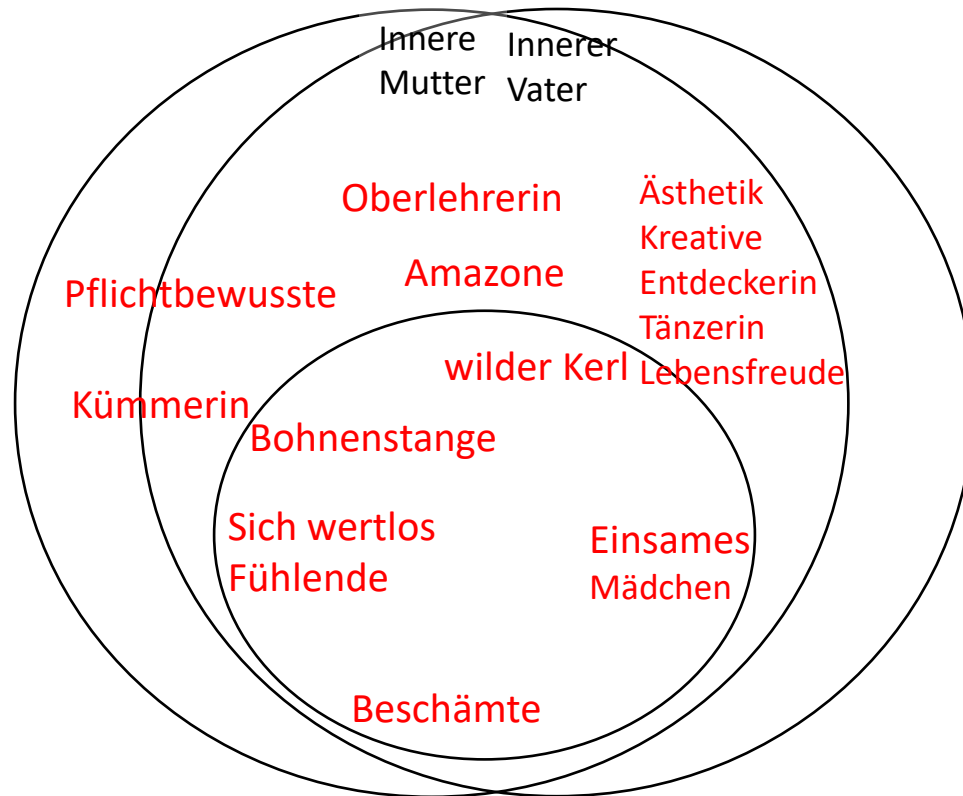 Innere
Mutter
Innerer
Vater
Oberlehrerin
Ästhetik
Kreative
Entdeckerin
Tänzerin
Lebensfreude
Amazone
Pflichtbewusste
wilder Kerl
Kümmerin
Bohnenstange
Sich wertlos
Fühlende
Einsames
Mädchen
Beschämte